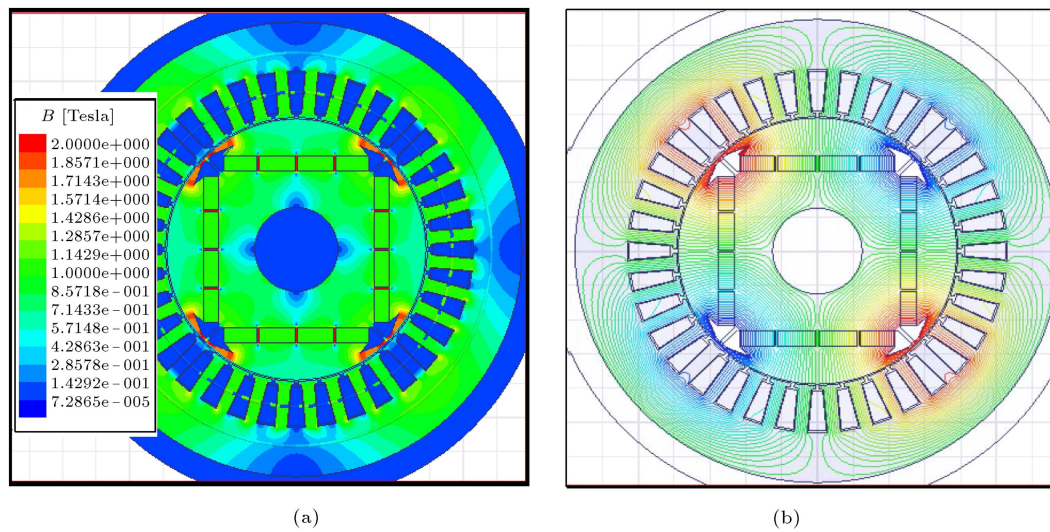 B [Tesla]
2.0000e+000
1.8571e+000
1.7143e+000
1.5714e+000
1.4286e+000
1.2857e+000
1.1429e+000
1.0000e+000
8.5718e-001
7.1433e-001
5.7148e-001
4.2863e-001
2.8578e-001
1.4292e-001
7.2865e-005
(a)
(b)